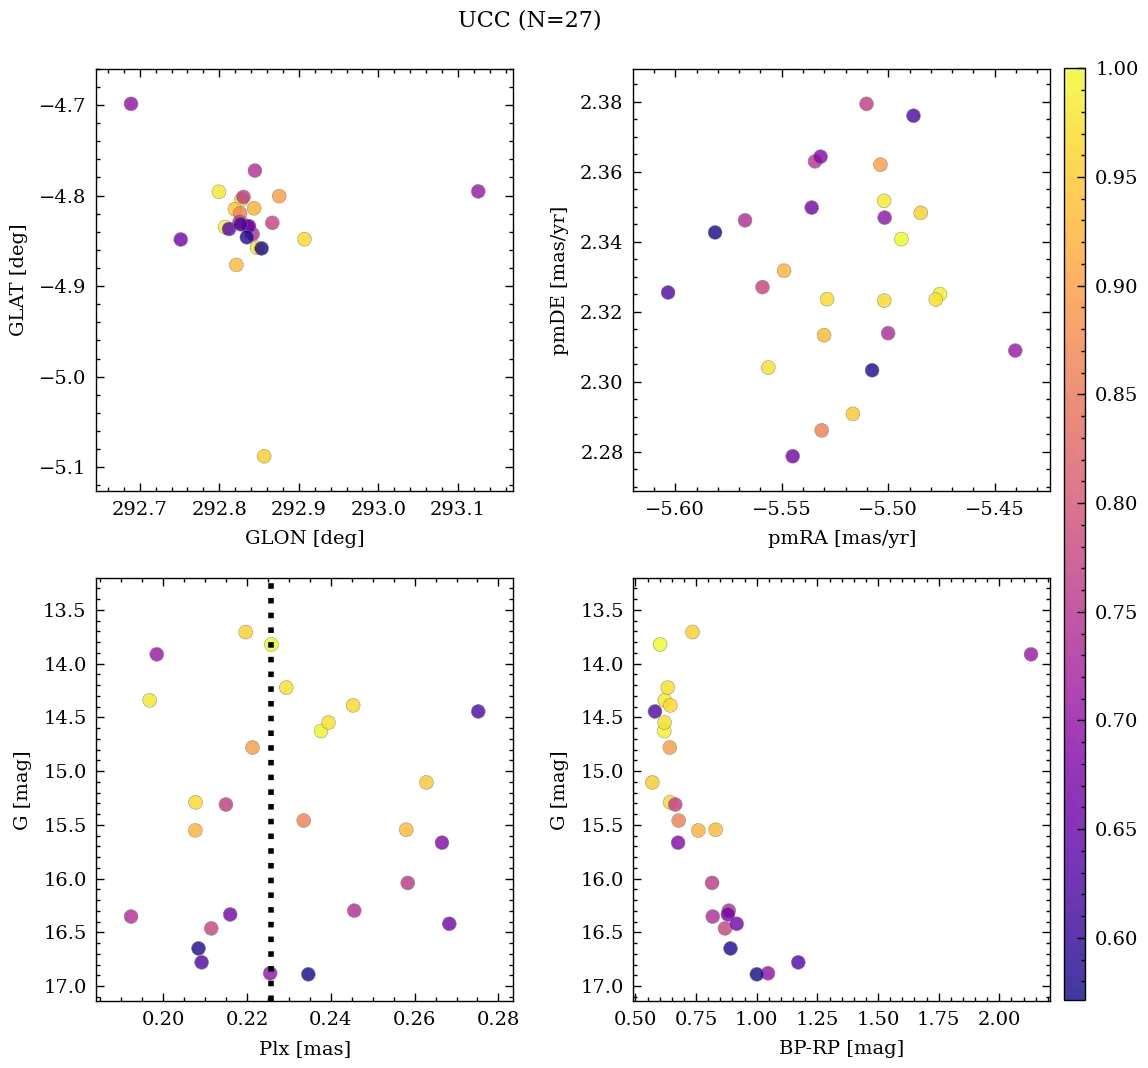 UCC (N=27)
−4.7
−4.8
−4.9
−5.0
−5.1
GLAT [deg]
292.7 292.8 292.9 293.0 293.1
GLON [deg]
2.38
2.36
2.34
2.32
2.30
2.28
pmDE [mas/yr]
−5.60 −5.55 −5.50 −5.45
pmRA [mas/yr]
13.5
14.0
14.5
15.0
15.5
16.0
16.5
17.0
G [mag]
0.20 0.22 0.24 0.26 0.28
Plx [mas]
13.5
14.0
14.5
15.0
15.5
16.0
16.5
17.0
G [mag]
0.50 0.75 1.00 1.25 1.50 1.75 2.00
BP-RP [mag]
1.00
0.95
0.90
0.85
0.80
0.75
0.70
0.65
0.60